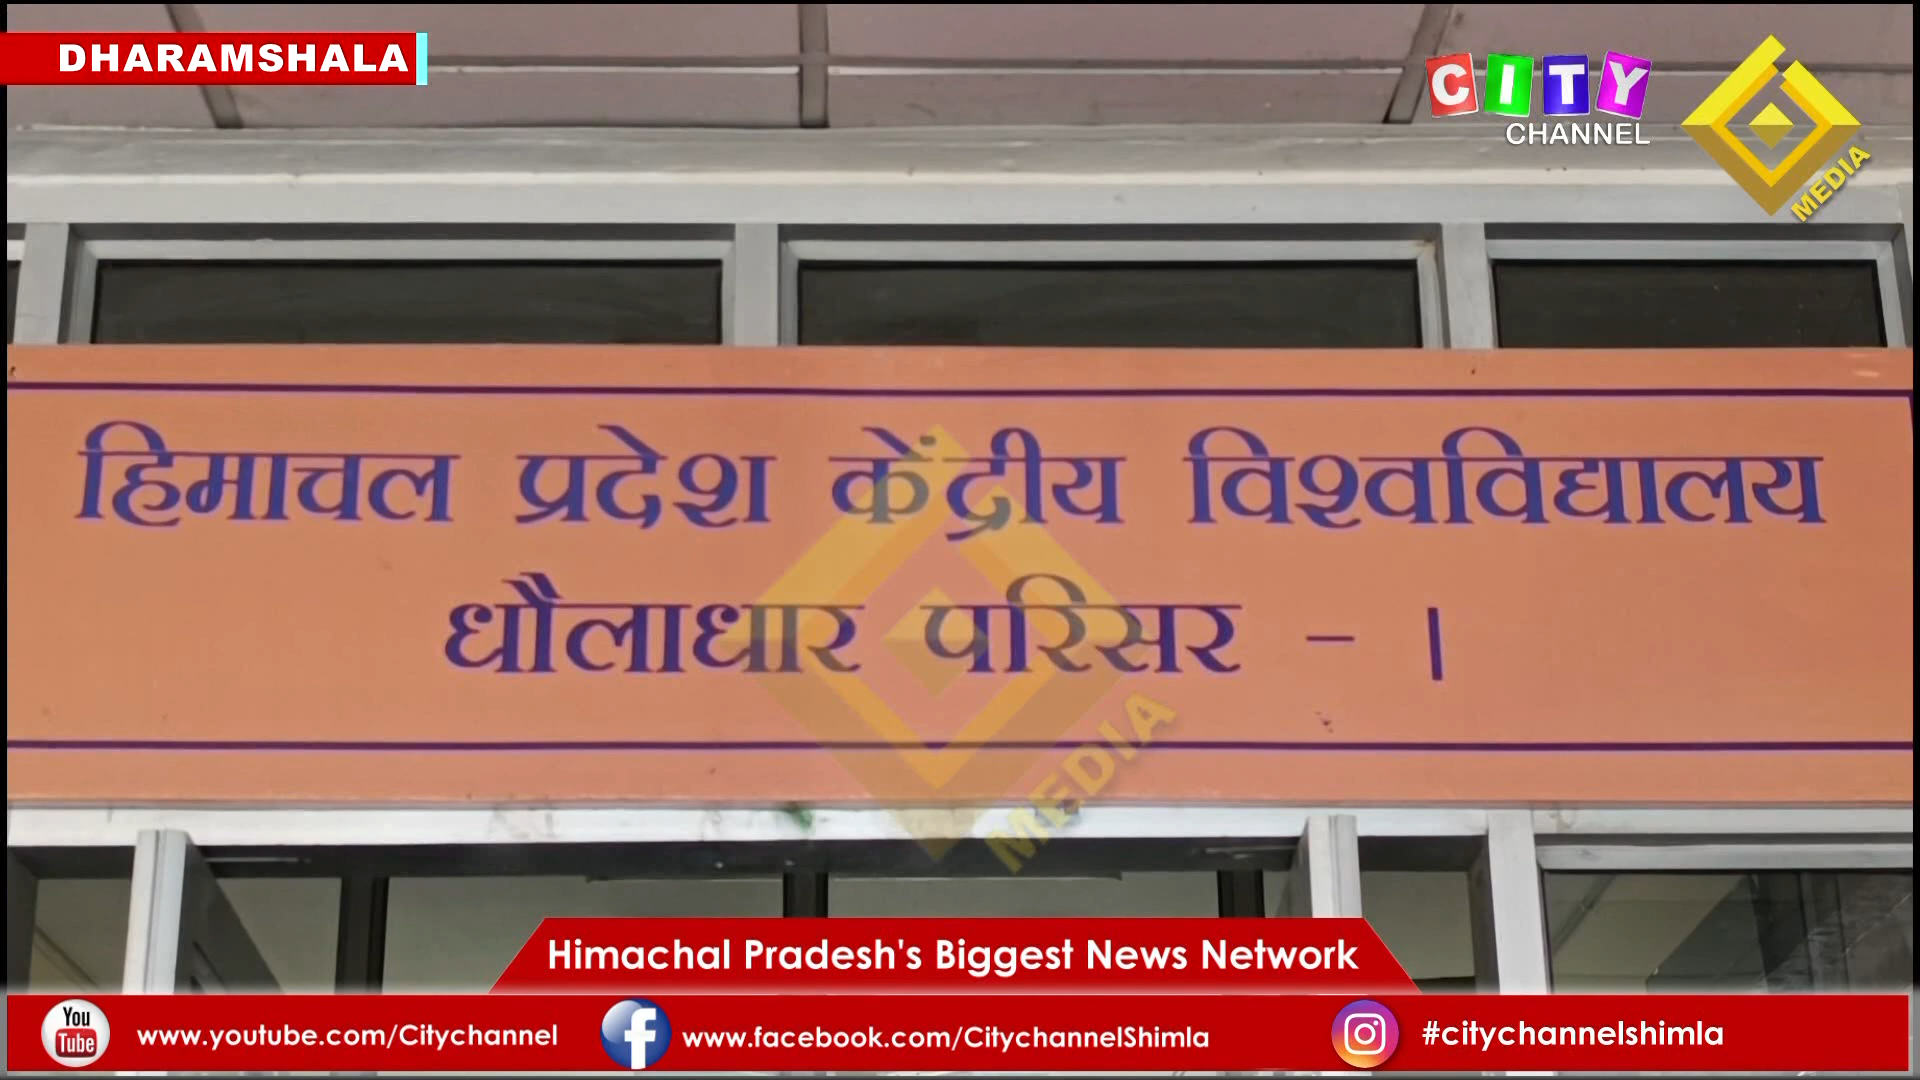 DHARAMSHALA
CITY
CHANNEL
MEDIA
हिमाचल प्रदेश केंद्रीय विश्वविद्यालय
धौलाधार परिसर - I
MEDIA
Himachal Pradesh's Biggest News Network
You
Tube
www.youtube.com/Citychannel
www.facebook.com/CitychannelShimla
#citychannelshimla